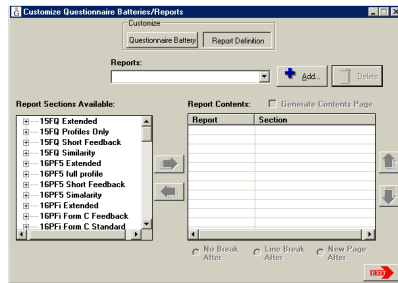 Customize Questionnaire Batteries/Reports
Customize
Questionnaire Battery
Report Definition
Reports:
Add...
Delete
Report Sections Available:
Report Contents:
Generate Contents Page
15FQ Extended
15FQ Profiles Only
15FQ Short Feedback
15FQ Similarity
16PF5 Extended
16PF5 full profile
16PF5 Short Feedback
16PF5 Simalarity
16PFi Extended
16PFi Form C Feedback
16PFi Form C Standard
Report Section
No Break After
Line Break After
New Page After
EXIT